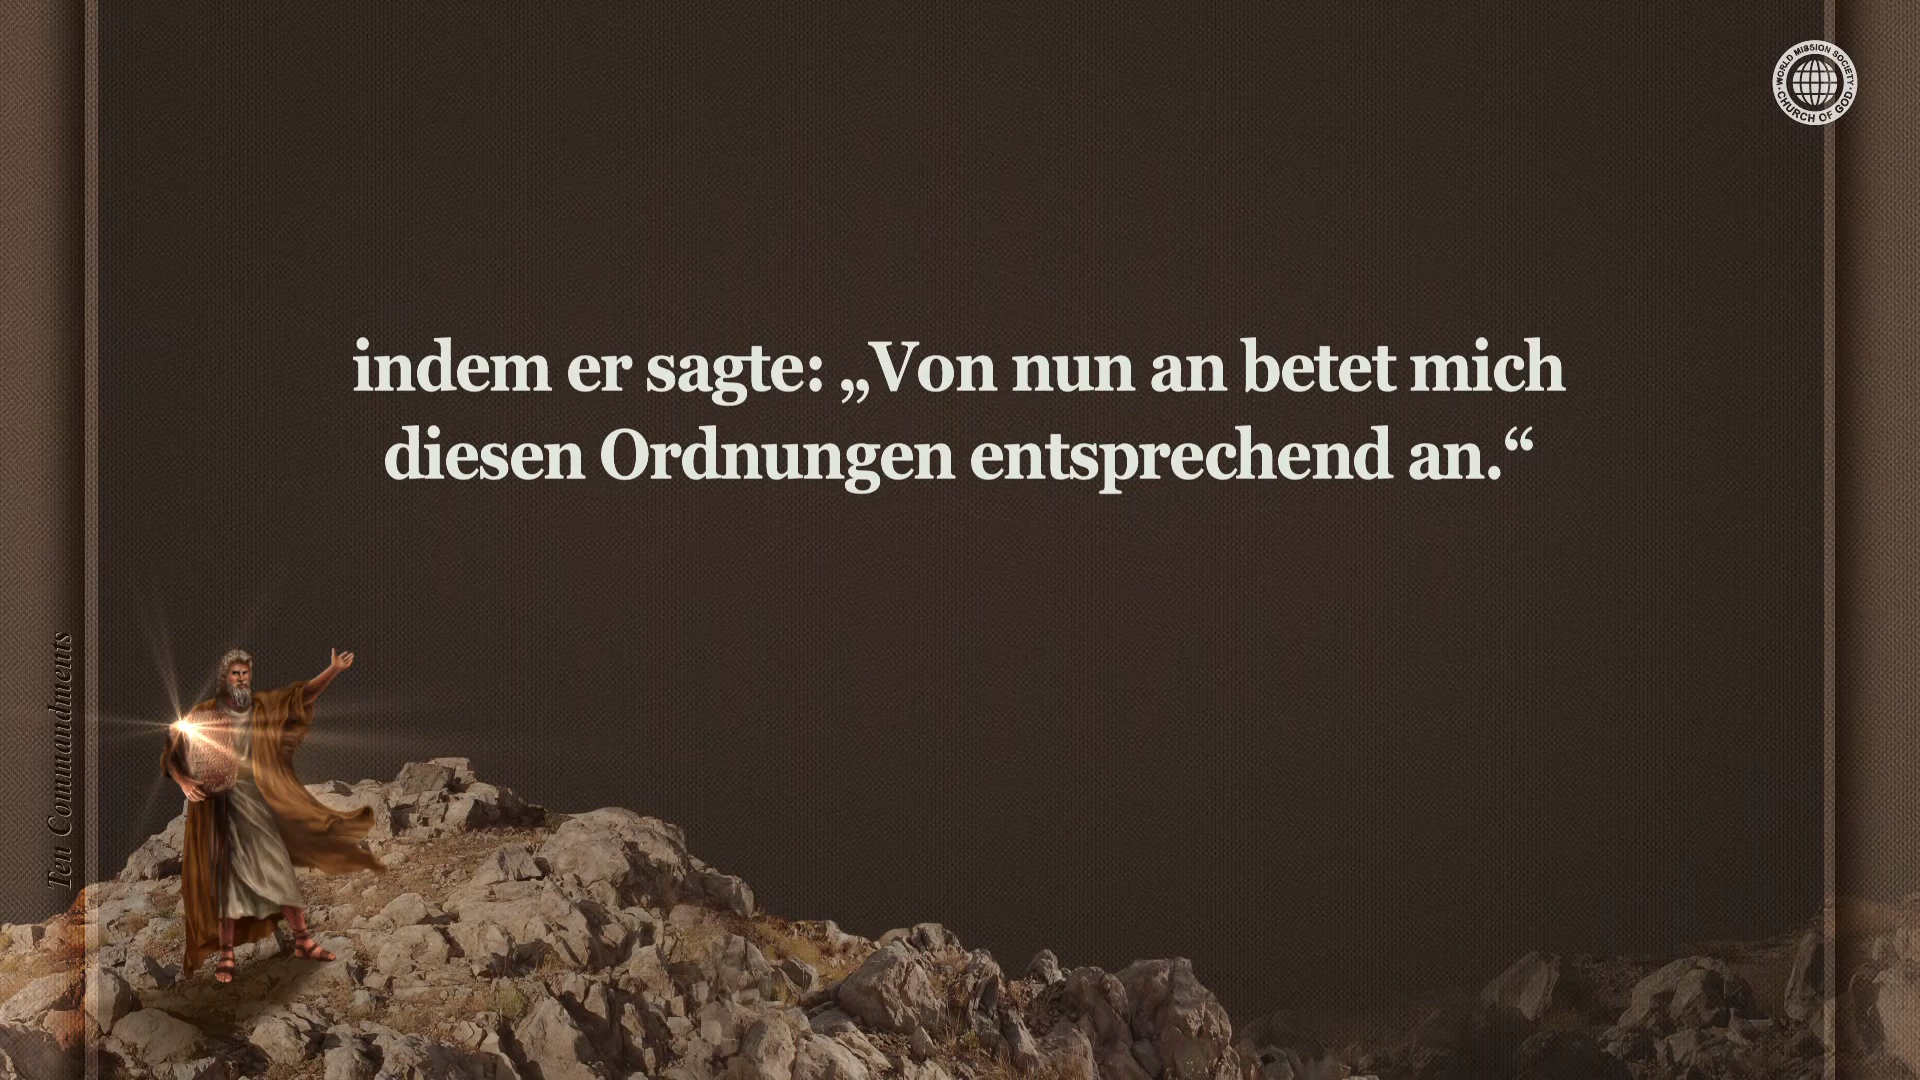 WORLD MISSION SOCIETY
CHURCH OF GOD
indem er sagte: „Von nun an betet mich
diesen Ordnungen entsprechend an.“
Ten Commandments